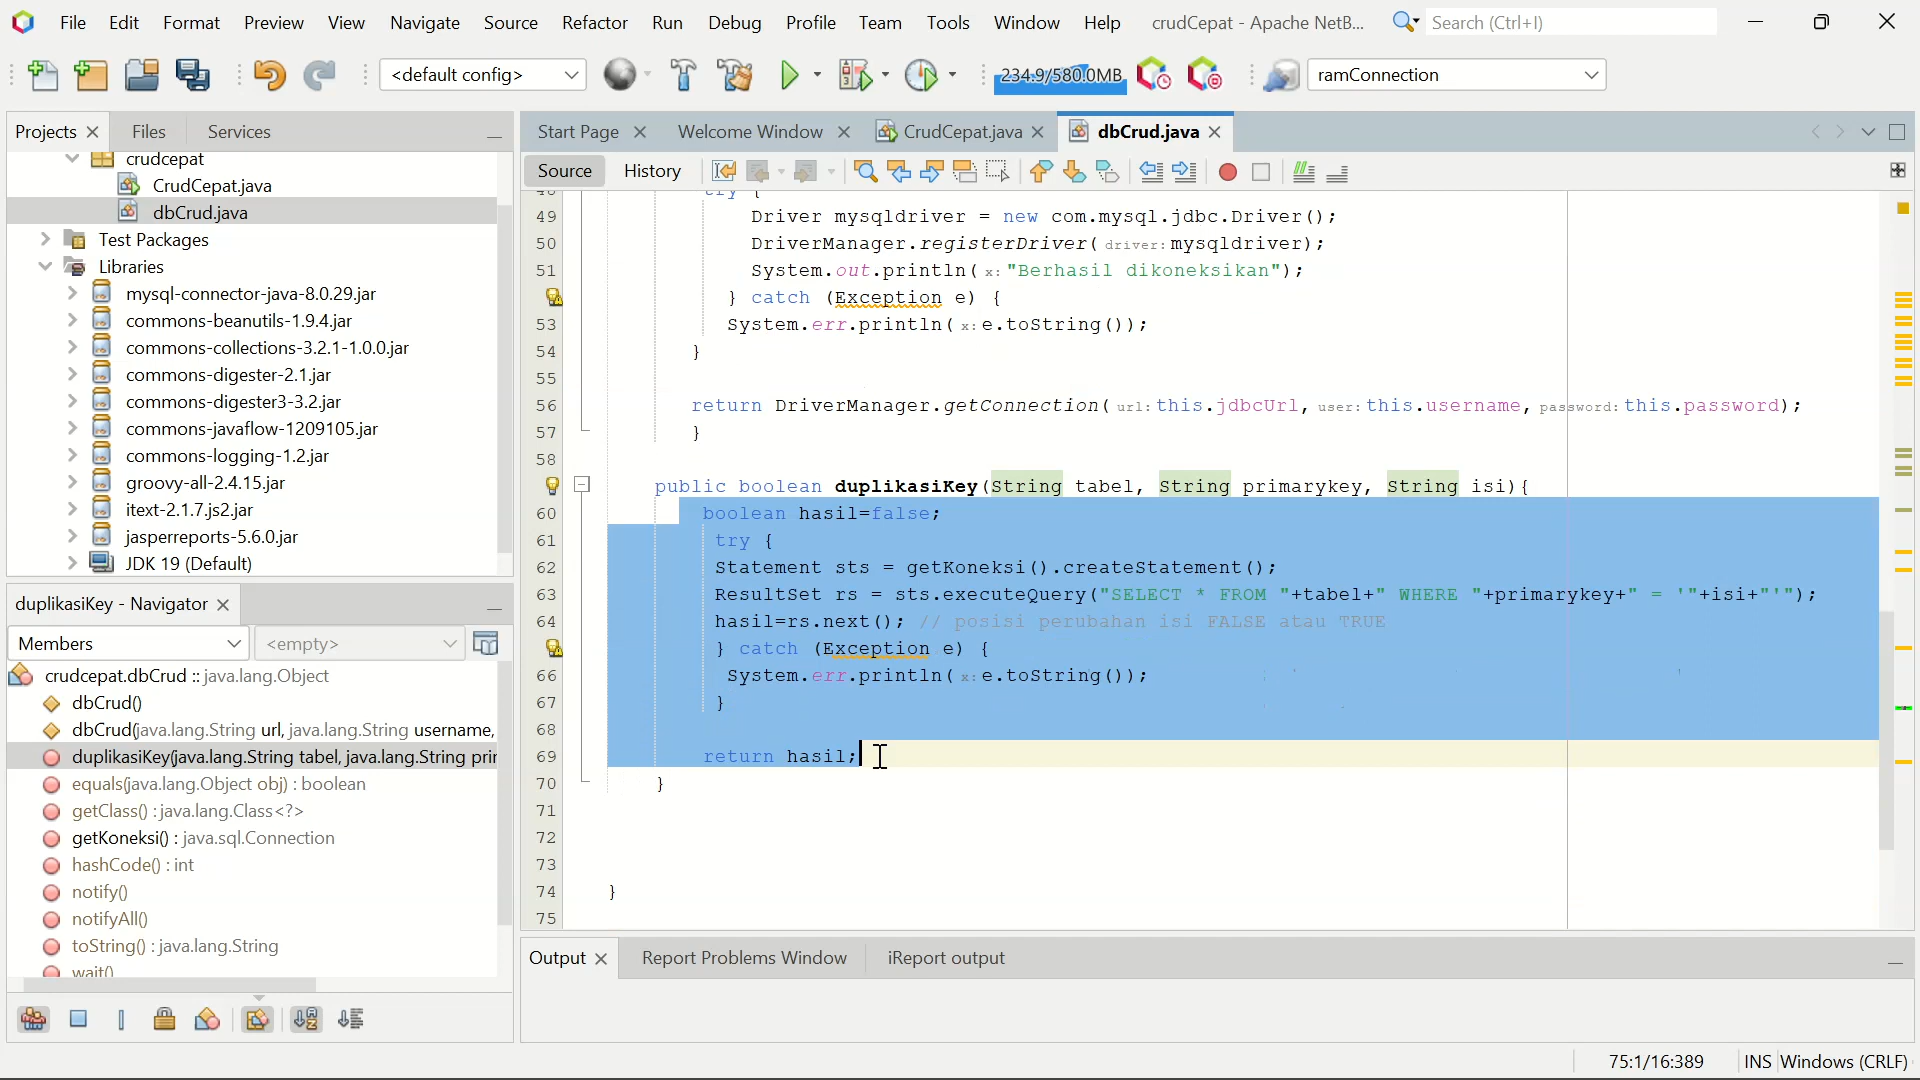 File Edit Format Preview View Navigate Source Refactor Run Debug Profile Team Tools Window Help crudCepat - Apache NetB... Search (Ctrl+I)
<default config> 234.9/580.0MB ramConnection
Projects Files Services
Start Page Welcome Window CrudCepat.java dbCrud.java
Source History
crudcepat
CrudCepat.java
dbCrud.java
Test Packages
Libraries
mysql-connector-java-8.0.29.jar
commons-beanutils-1.9.4.jar
commons-collections-3.2.1-1.0.0.jar
commons-digester-2.1.jar
commons-digester3-3.2.jar
commons-javaflow-1209105.jar
commons-logging-1.2.jar
groovy-all-2.4.15.jar
itext-2.1.7.js2.jar
jasperreports-5.6.0.jar
JDK 19 (Default)
duplikasiKey - Navigator
Members <empty>
crudcepat.dbCrud :: java.lang.Object
dbCrud()
dbCrud(java.lang.String url, java.lang.String username,
duplikasiKey(java.lang.String tabel, java.lang.String prir
equals(java.lang.Object obj) : boolean
getClass() : java.lang.Class<?>
getKoneksi() : java.sql.Connection
hashCode() : int
notify()
notifyAll()
toString() : java.lang.String
wait()
48 try {
49 Driver mysqldriver = new com.mysql.jdbc.Driver();
50 DriverManager.registerDriver( driver: mysqldriver);
51 System.out.println( x: "Berhasil dikoneksikan");
} catch (Exception e) {
53 System.err.println( x: e.toString());
54 }
55
56 return DriverManager.getConnection( url: this.jdbcUrl, user: this.username, password: this.password);
57 }
58
public boolean duplikasiKey(String tabel, String primarykey, String isi){
60 boolean hasil=false;
61 try {
62 Statement sts = getKoneksi().createStatement();
63 ResultSet rs = sts.executeQuery("SELECT * FROM "+tabel+" WHERE "+primarykey+" = '"+isi+"'");
64 hasil=rs.next(); // posisi perubahan isi FALSE atau TRUE
} catch (Exception e) {
66 System.err.println( x: e.toString());
67 }
68
69 return hasil;
70 }
71
72
73
74 }
75
Output Report Problems Window iReport output
75:1/16:389 INS Windows (CRLF)